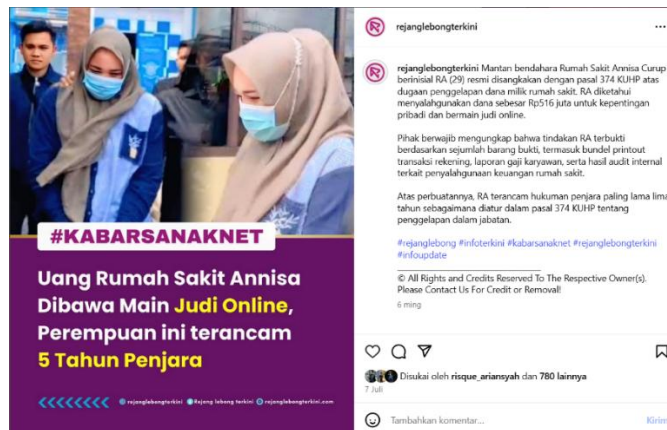 #KABARSANAKNET
Uang Rumah Sakit Annisa
Dibawa Main Judi Online,
Perempuan ini terancam
5 Tahun Penjara
rejanglebongterkini Rejang lebong terkini rejanglebongterkini.com
rejanglebongterkini
rejanglebongterkini Mantan bendahara Rumah Sakit Annisa Curup
berinisial RA (29) resmi disangkakan dengan pasal 374 KUHP atas
dugaan penggelapan dana milik rumah sakit. RA diketahui
menyalahgunakan dana sebesar Rp516 juta untuk kepentingan
pribadi dan bermain judi online.
Pihak berwajib mengungkap bahwa tindakan RA terbukti
berdasarkan sejumlah barang bukti, termasuk bundel printout
transaksi rekening, laporan gaji karyawan, serta hasil audit internal
terkait penyalahgunaan keuangan rumah sakit.
Atas perbuatannya, RA terancam hukuman penjara paling lama lima
tahun sebagaimana diatur dalam pasal 374 KUHP tentang
penggelapan dalam jabatan.
#rejanglebong #infoterkini #kabarsanaknet #rejanglebongterkini
#infoupdate
© All Rights and Credits Reserved To The Respective Owner(s).
Please Contact Us For Credit or Removal!
6 ming
Disukai oleh risque_ariansyah dan 780 lainnya
7 Juli
Tambahkan komentar...
Kirim